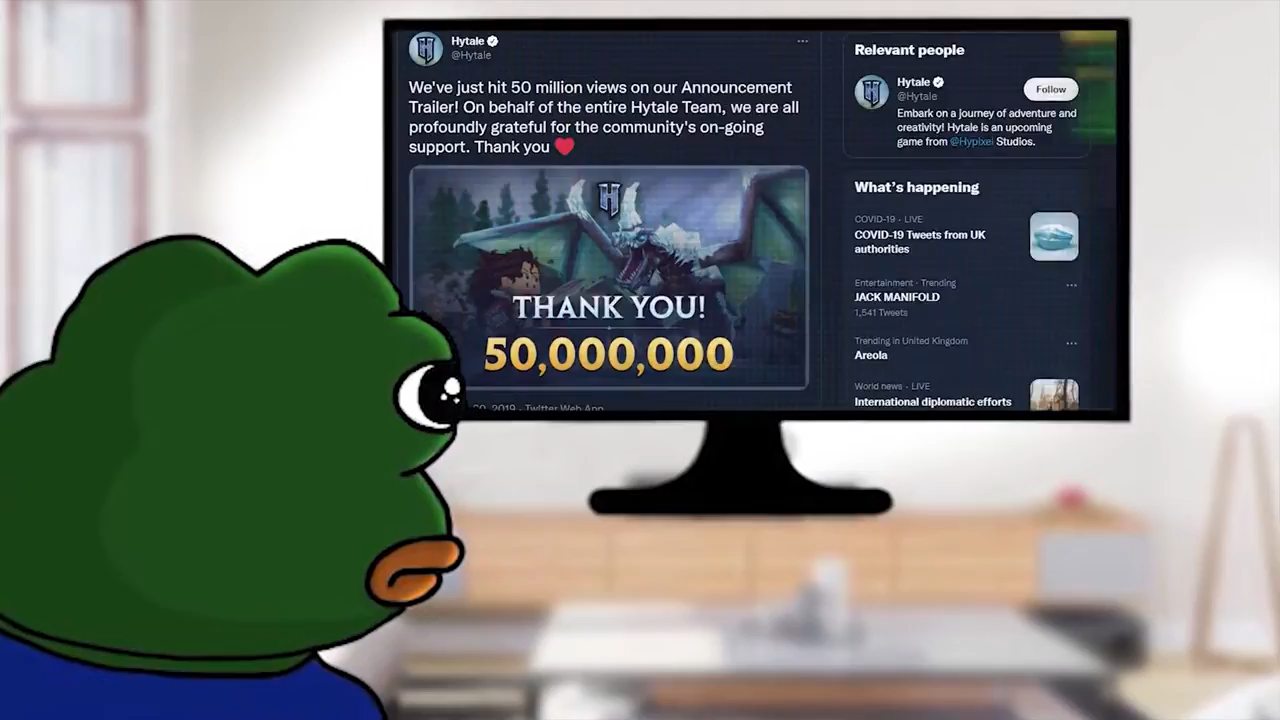 Hytale
@Hytale
We've just hit 50 million views on our Announcement
Trailer! On behalf of the entire Hytale Team, we are all
profoundly grateful for the community's on-going
support. Thank you ❤
H
THANK YOU!
50,000,000
2019 · Twitter Web App
Relevant people
Hytale
@Hytale
Follow
Embark on a journey of adventure and
creativity! Hytale is an upcoming
game from @Hypixel Studios.
What's happening
COVID-19 · LIVE
COVID-19 Tweets from UK
authorities
Entertainment · Trending
JACK MANIFOLD
1,541 Tweets
Trending in United Kingdom
Areola
World news · LIVE
International diplomatic efforts